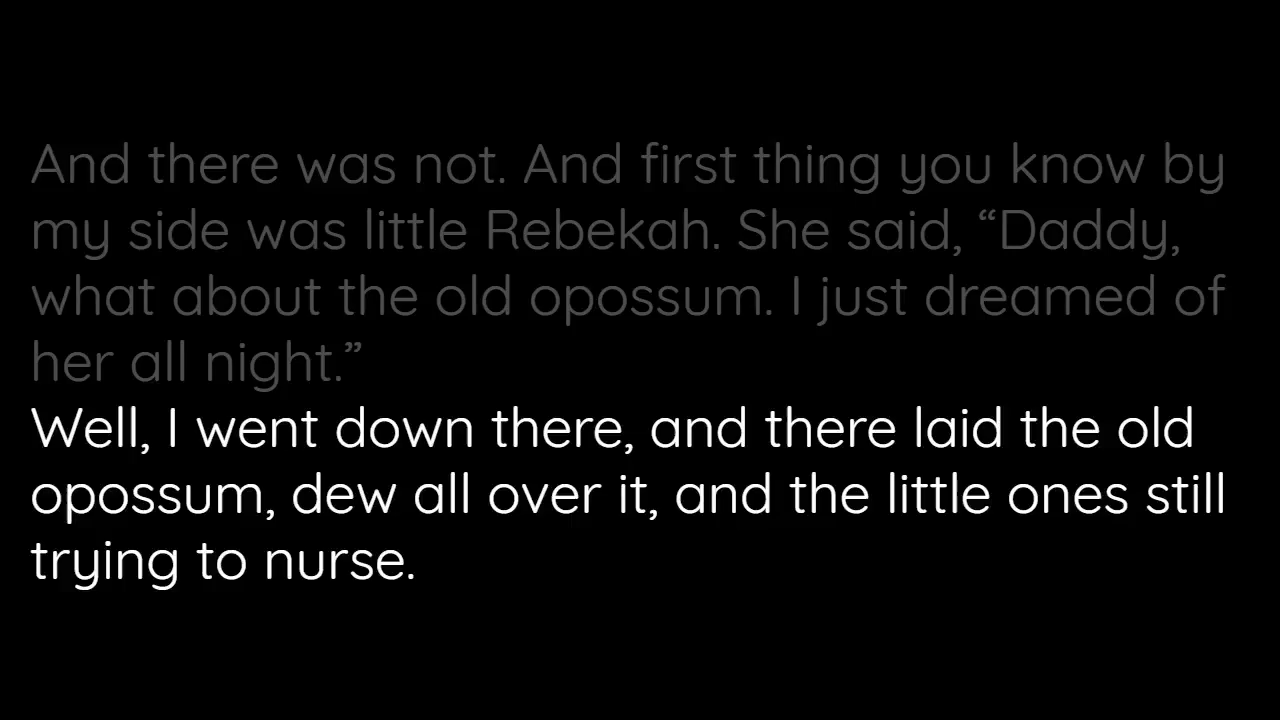 And there was not. And first thing you know by
my side was little Rebekah. She said, “Daddy,
what about the old opossum. I just dreamed of
her all night.”
Well, I went down there, and there laid the old
opossum, dew all over it, and the little ones still
trying to nurse.